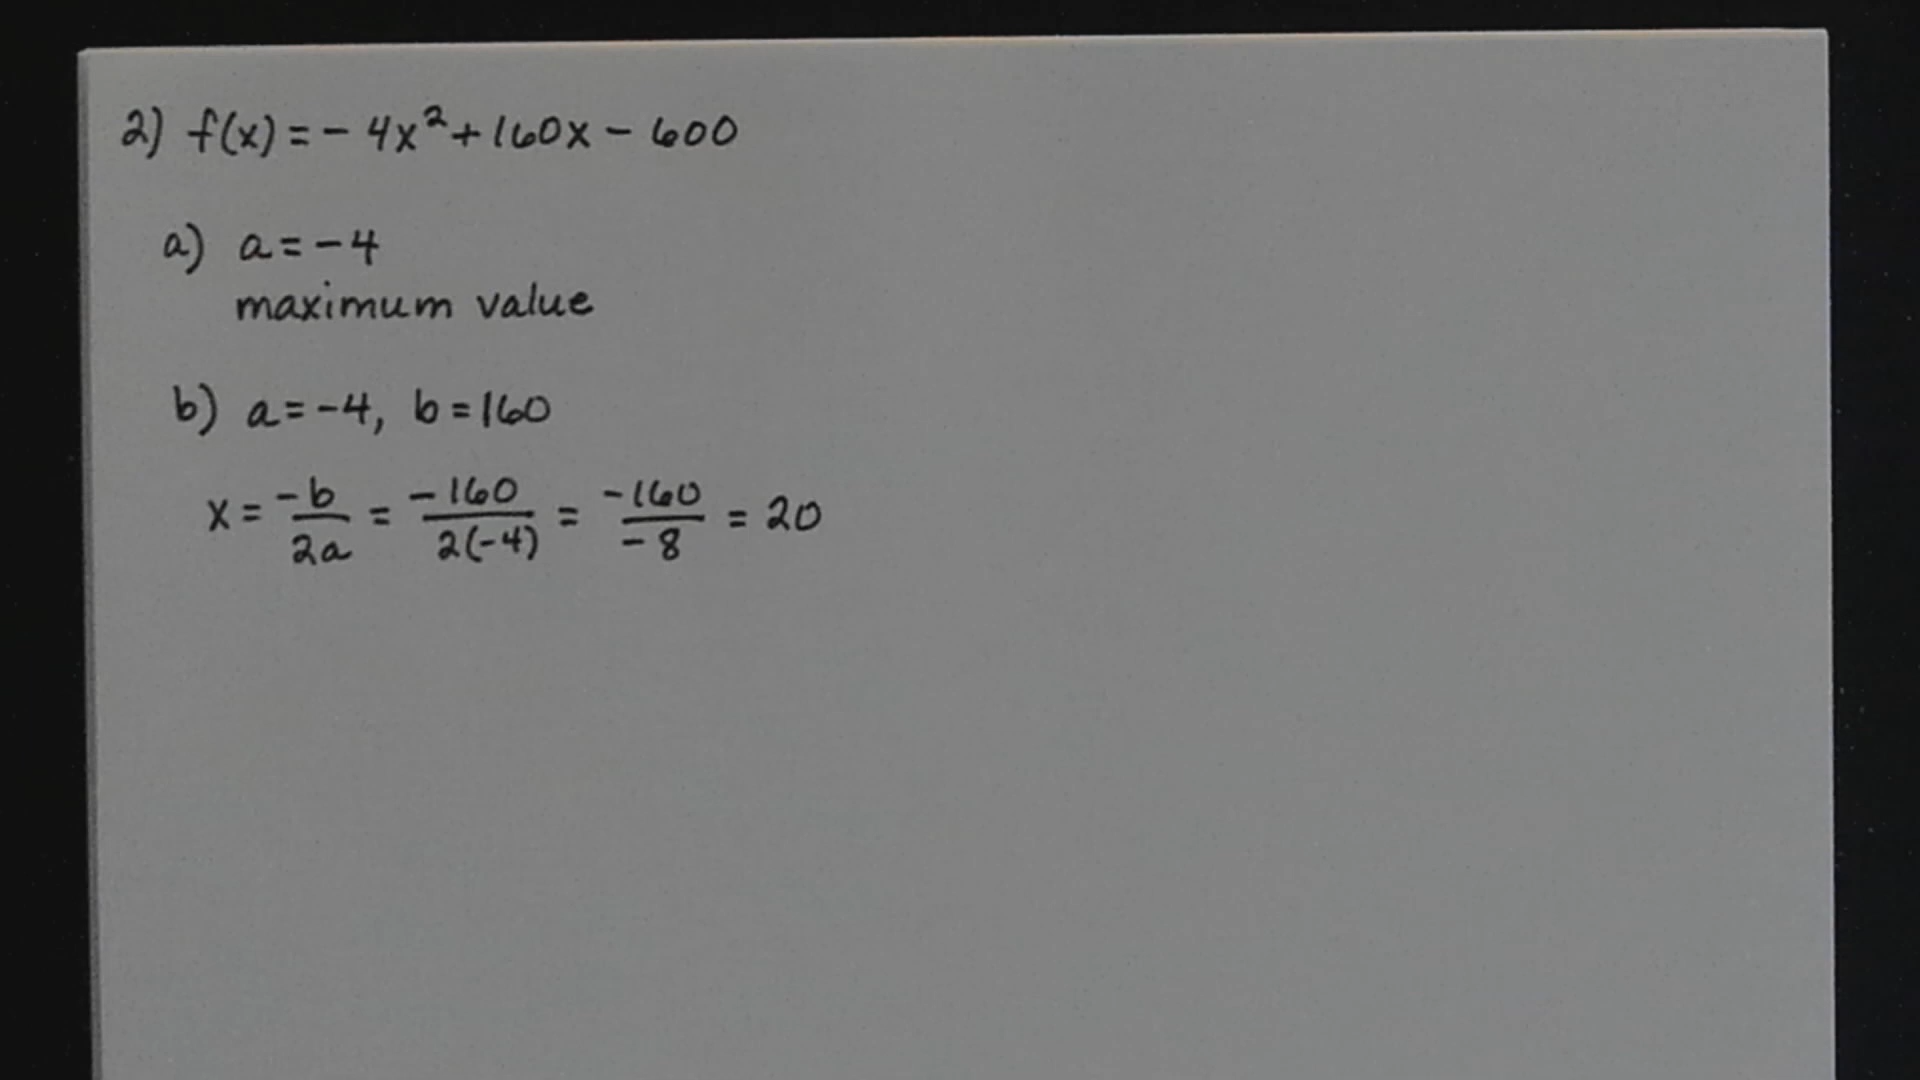 2) f(x) = - 4x² + 160x - 600
a) a = -4
maximum value
b) a = -4, b = 160
x = -b/2a = -160/2(-4) = -160/-8 = 20